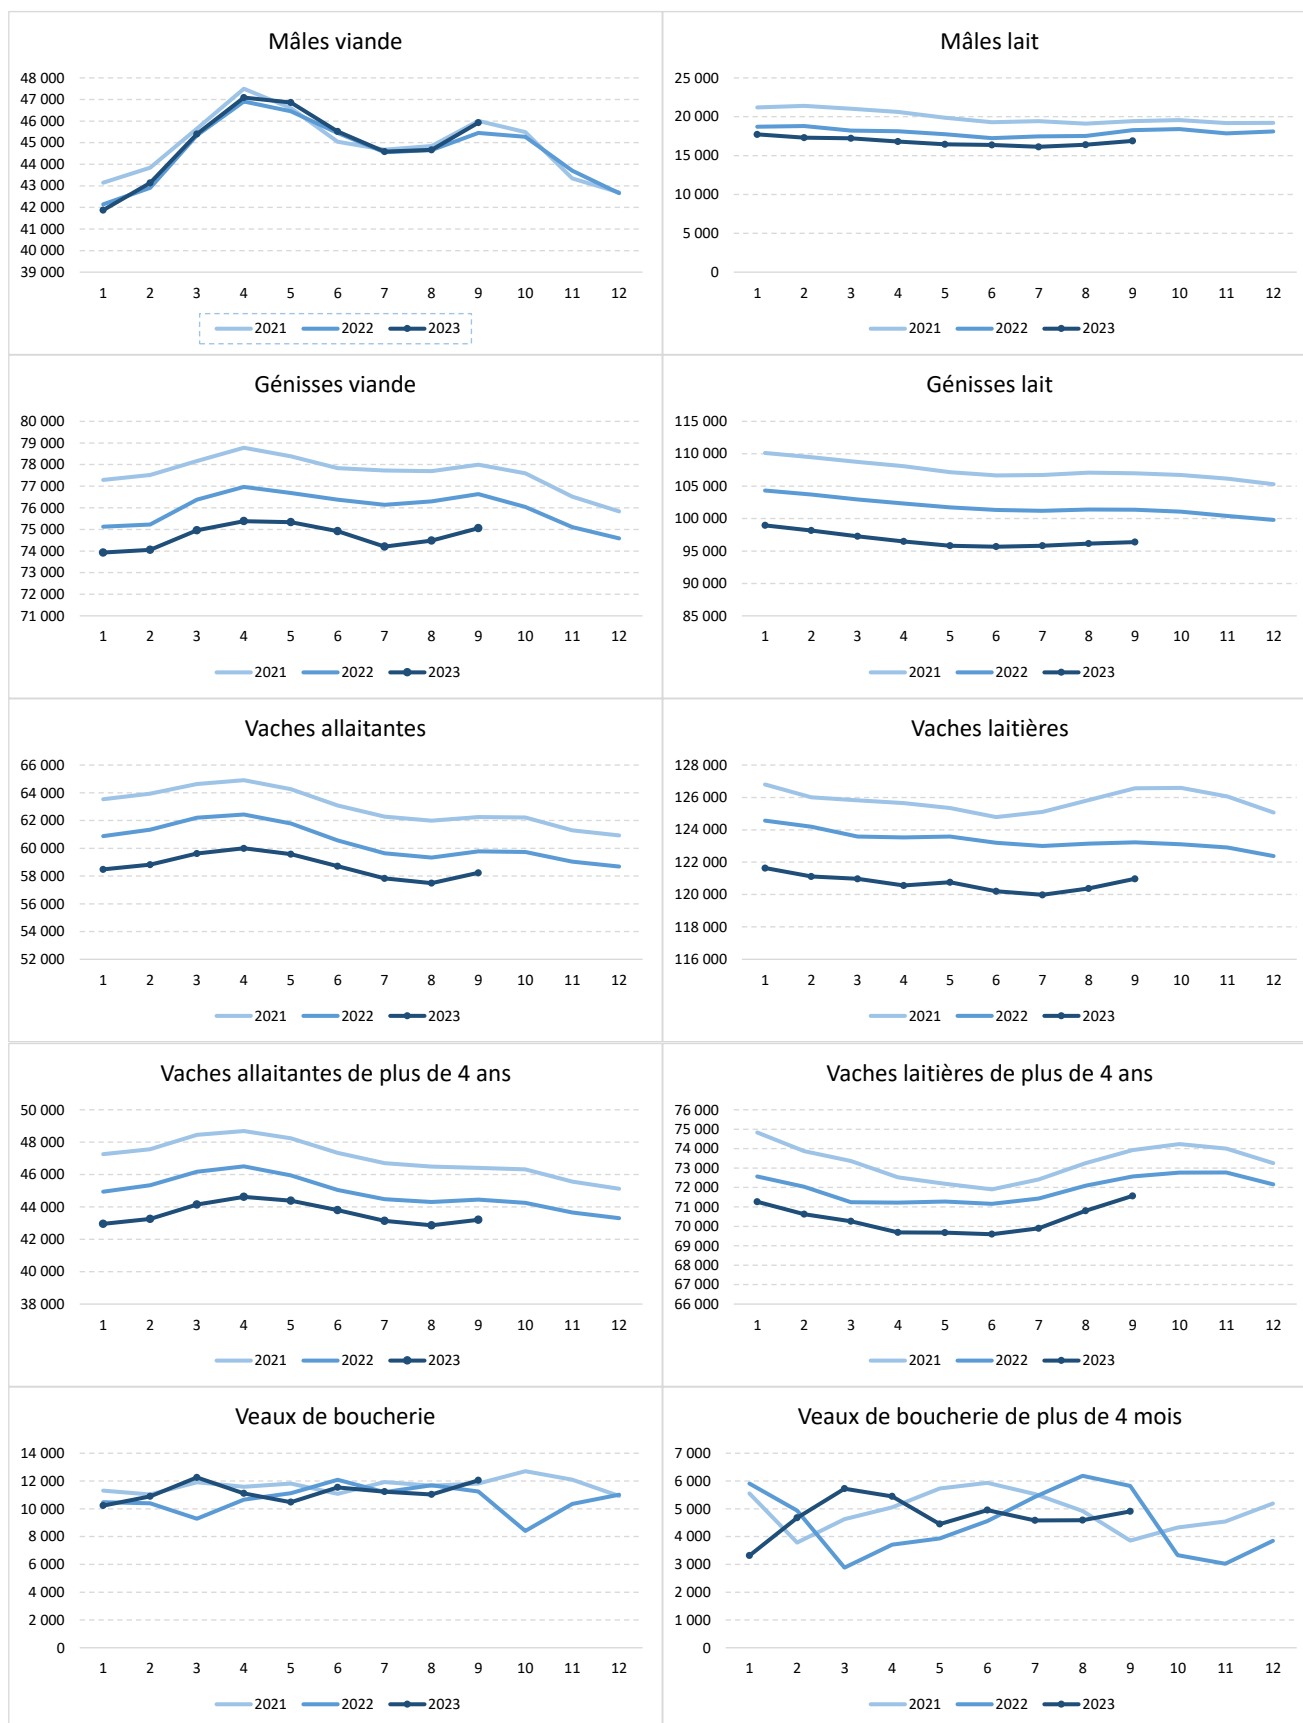 Mâles viande
48 000
47 000
46 000
45 000
44 000
43 000
42 000
41 000
40 000
39 000
1 2 3 4 5 6 7 8 9 10 11 12
2021 2022 2023
Mâles lait
25 000
20 000
15 000
10 000
5 000
0
1 2 3 4 5 6 7 8 9 10 11 12
2021 2022 2023
Génisses viande
80 000
79 000
78 000
77 000
76 000
75 000
74 000
73 000
72 000
71 000
1 2 3 4 5 6 7 8 9 10 11 12
2021 2022 2023
Génisses lait
115 000
110 000
105 000
100 000
95 000
90 000
85 000
1 2 3 4 5 6 7 8 9 10 11 12
2021 2022 2023
Vaches allaitantes
66 000
64 000
62 000
60 000
58 000
56 000
54 000
52 000
1 2 3 4 5 6 7 8 9 10 11 12
2021 2022 2023
Vaches laitières
128 000
126 000
124 000
122 000
120 000
118 000
116 000
1 2 3 4 5 6 7 8 9 10 11 12
2021 2022 2023
Vaches allaitantes de plus de 4 ans
50 000
48 000
46 000
44 000
42 000
40 000
38 000
1 2 3 4 5 6 7 8 9 10 11 12
2021 2022 2023
Vaches laitières de plus de 4 ans
76 000
75 000
74 000
73 000
72 000
71 000
70 000
69 000
68 000
67 000
66 000
1 2 3 4 5 6 7 8 9 10 11 12
2021 2022 2023
Veaux de boucherie
14 000
12 000
10 000
8 000
6 000
4 000
2 000
0
1 2 3 4 5 6 7 8 9 10 11 12
2021 2022 2023
Veaux de boucherie de plus de 4 mois
7 000
6 000
5 000
4 000
3 000
2 000
1 000
0
1 2 3 4 5 6 7 8 9 10 11 12
2021 2022 2023